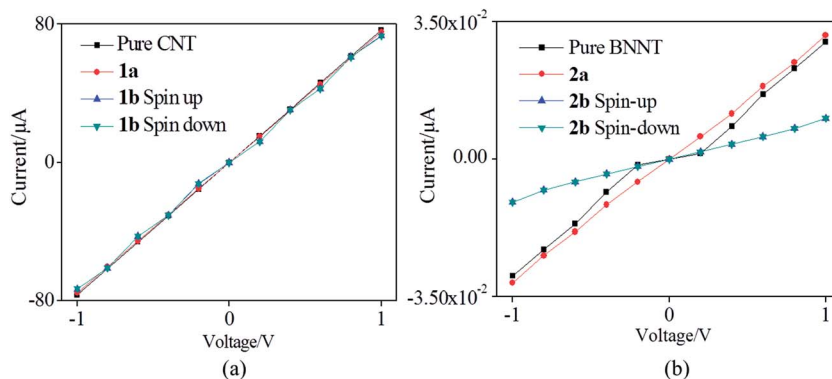 80
Pure CNT
1a
1b Spin up
1b Spin down
Current/μA
0
-80
-1
0
1
Voltage/V
(a)
3.50x10⁻²
Pure BNNT
2a
2b Spin-up
2b Spin-down
Current/μA
0.00
-3.50x10⁻²
-1
0
1
Voltage/V
(b)